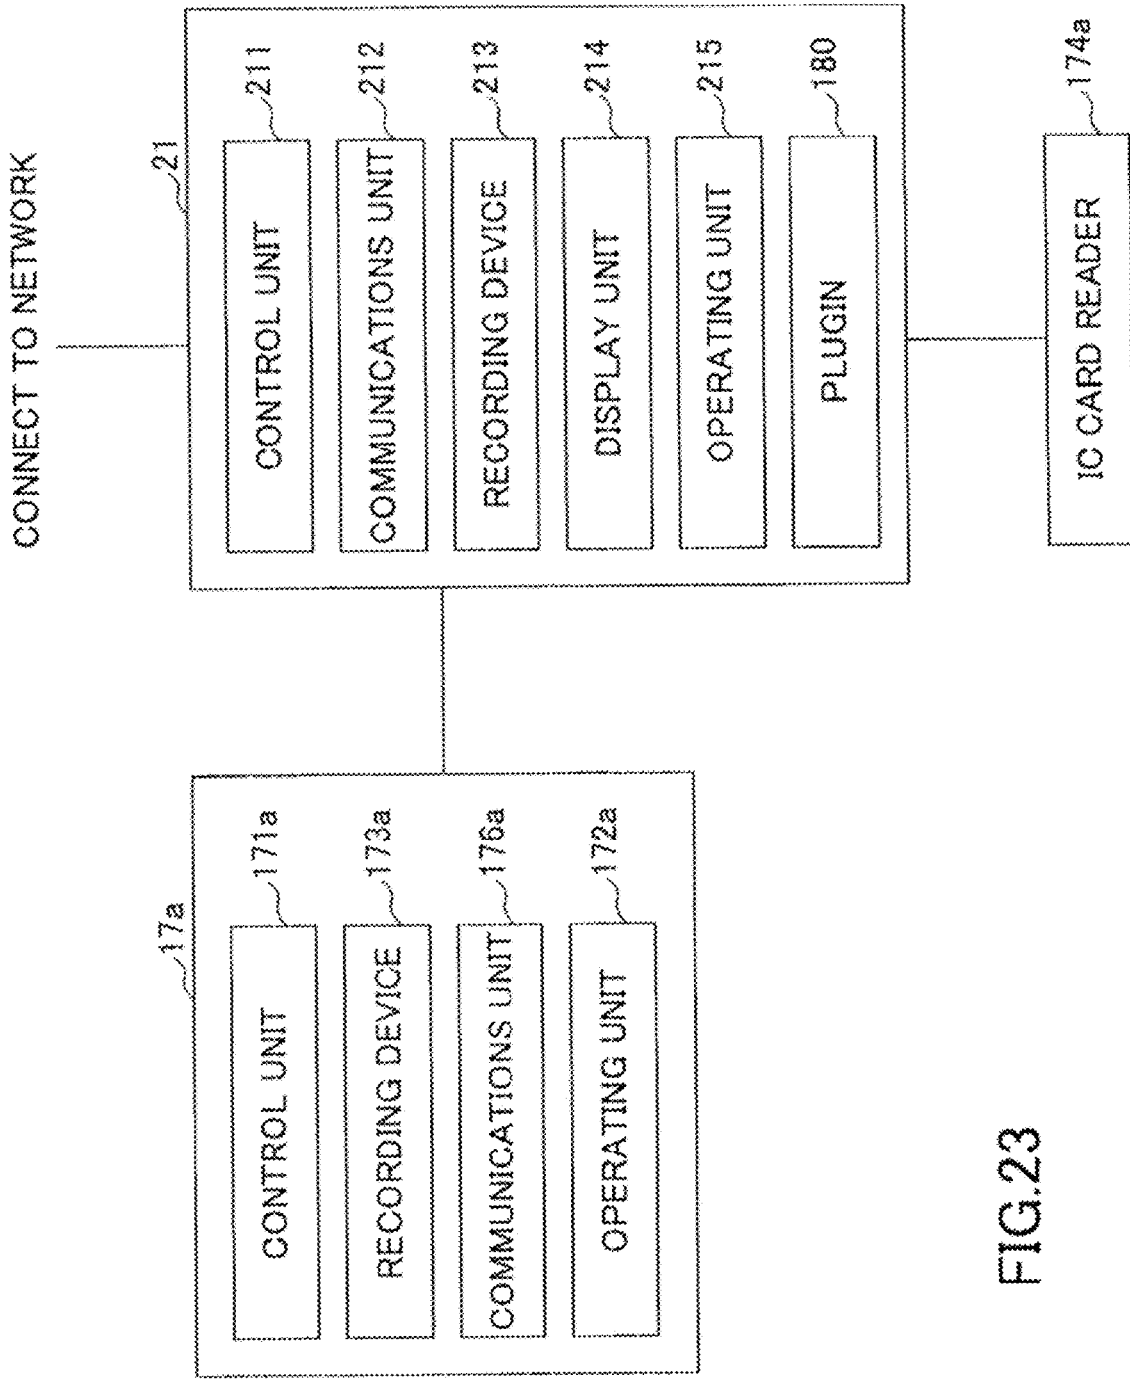 17a
CONTROL UNIT
171a
RECORDING DEVICE
173a
COMMUNICATIONS UNIT
176a
OPERATING UNIT
172a
CONNECT TO NETWORK
21
CONTROL UNIT
211
COMMUNICATIONS UNIT
212
RECORDING DEVICE
213
DISPLAY UNIT
214
OPERATING UNIT
215
PLUGIN
180
IC CARD READER
174a
FIG.23